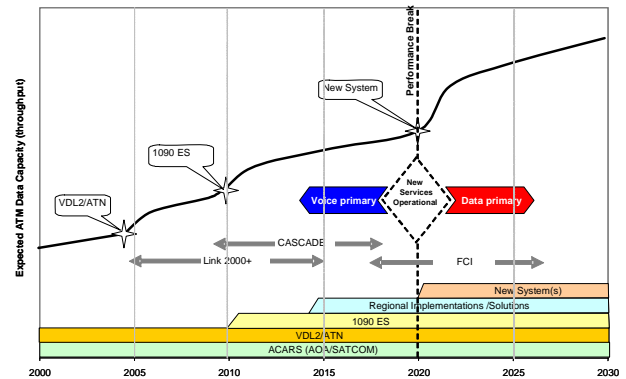 Expected ATM Data Capacity (throughput)
Performance Break
New System
1090 ES
VDL2/ATN
Voice primary
New
Services
Operational
Data primary
CASCADE
Link 2000+
FCI
New System(s)
Regional Implementations /Solutions
1090 ES
VDL2/ATN
ACARS (AOA/SATCOM)
2000 2005 2010 2015 2020 2025 2030